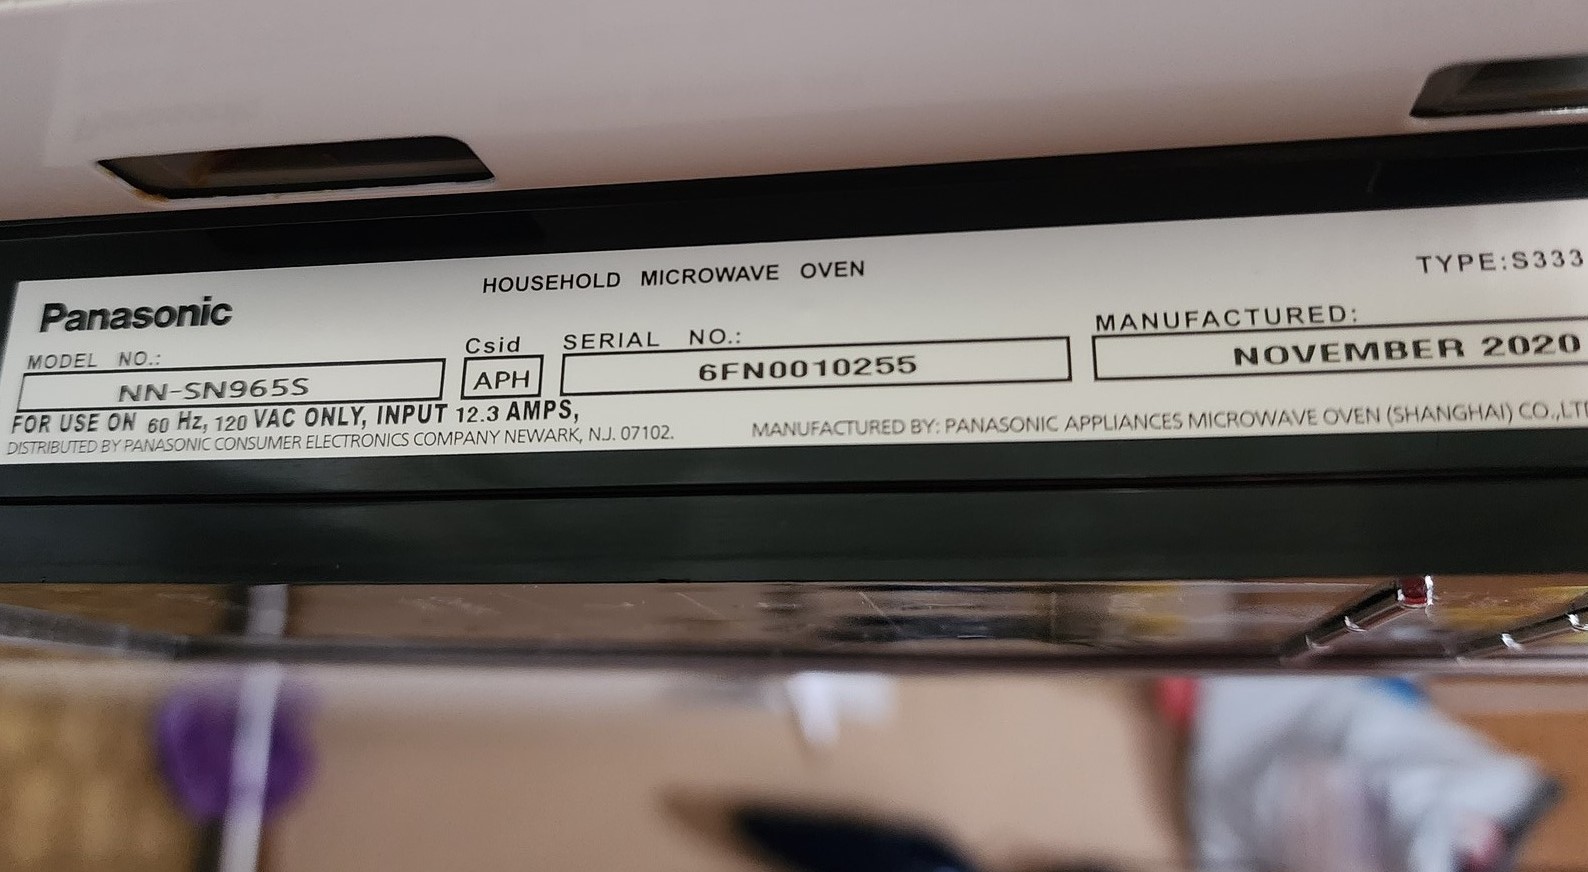 HOUSEHOLD MICROWAVE OVEN
TYPE:S333
Panasonic
MODEL NO.:
NN-SN965S
Csid
APH
SERIAL NO.:
6FN0010255
MANUFACTURED:
NOVEMBER 2020
FOR USE ON 60 Hz, 120 VAC ONLY, INPUT 12.3 AMPS,
DISTRIBUTED BY PANASONIC CONSUMER ELECTRONICS COMPANY NEWARK, N.J. 07102.
MANUFACTURED BY: PANASONIC APPLIANCES MICROWAVE OVEN (SHANGHAI) CO.,LT